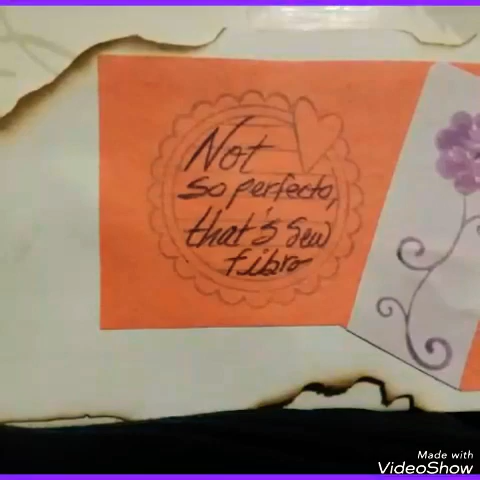 Not
so perfecto,
that's Sew
fibro
Made with
VideoShow